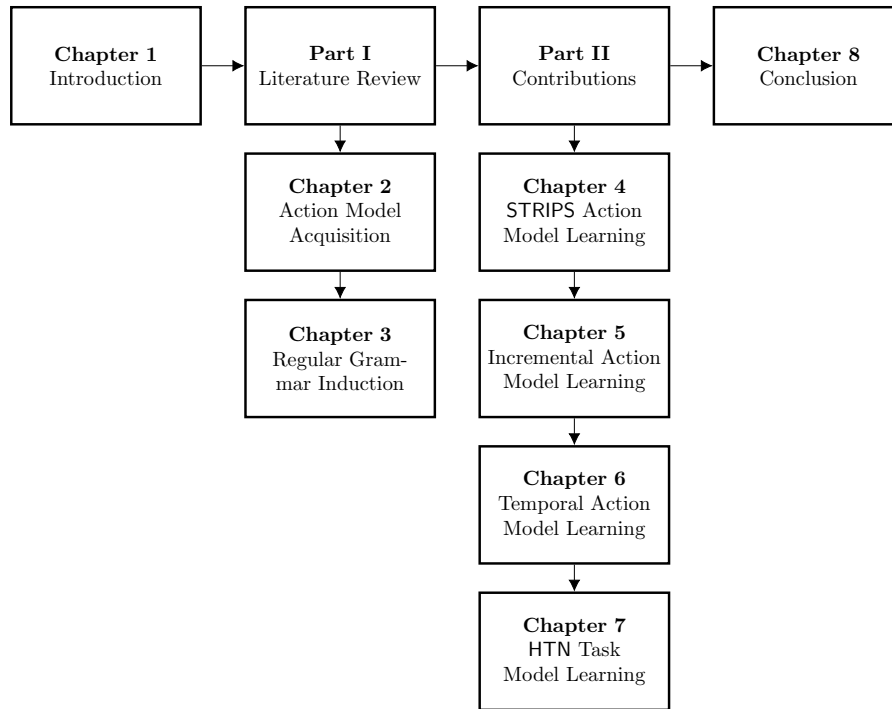 Chapter 1
Introduction
Part I
Literature Review
Part II
Contributions
Chapter 8
Conclusion
Chapter 2
Action Model
Acquisition
Chapter 4
STRIPS Action
Model Learning
Chapter 3
Regular Gram-
mar Induction
Chapter 5
Incremental Action
Model Learning
Chapter 6
Temporal Action
Model Learning
Chapter 7
HTN Task
Model Learning